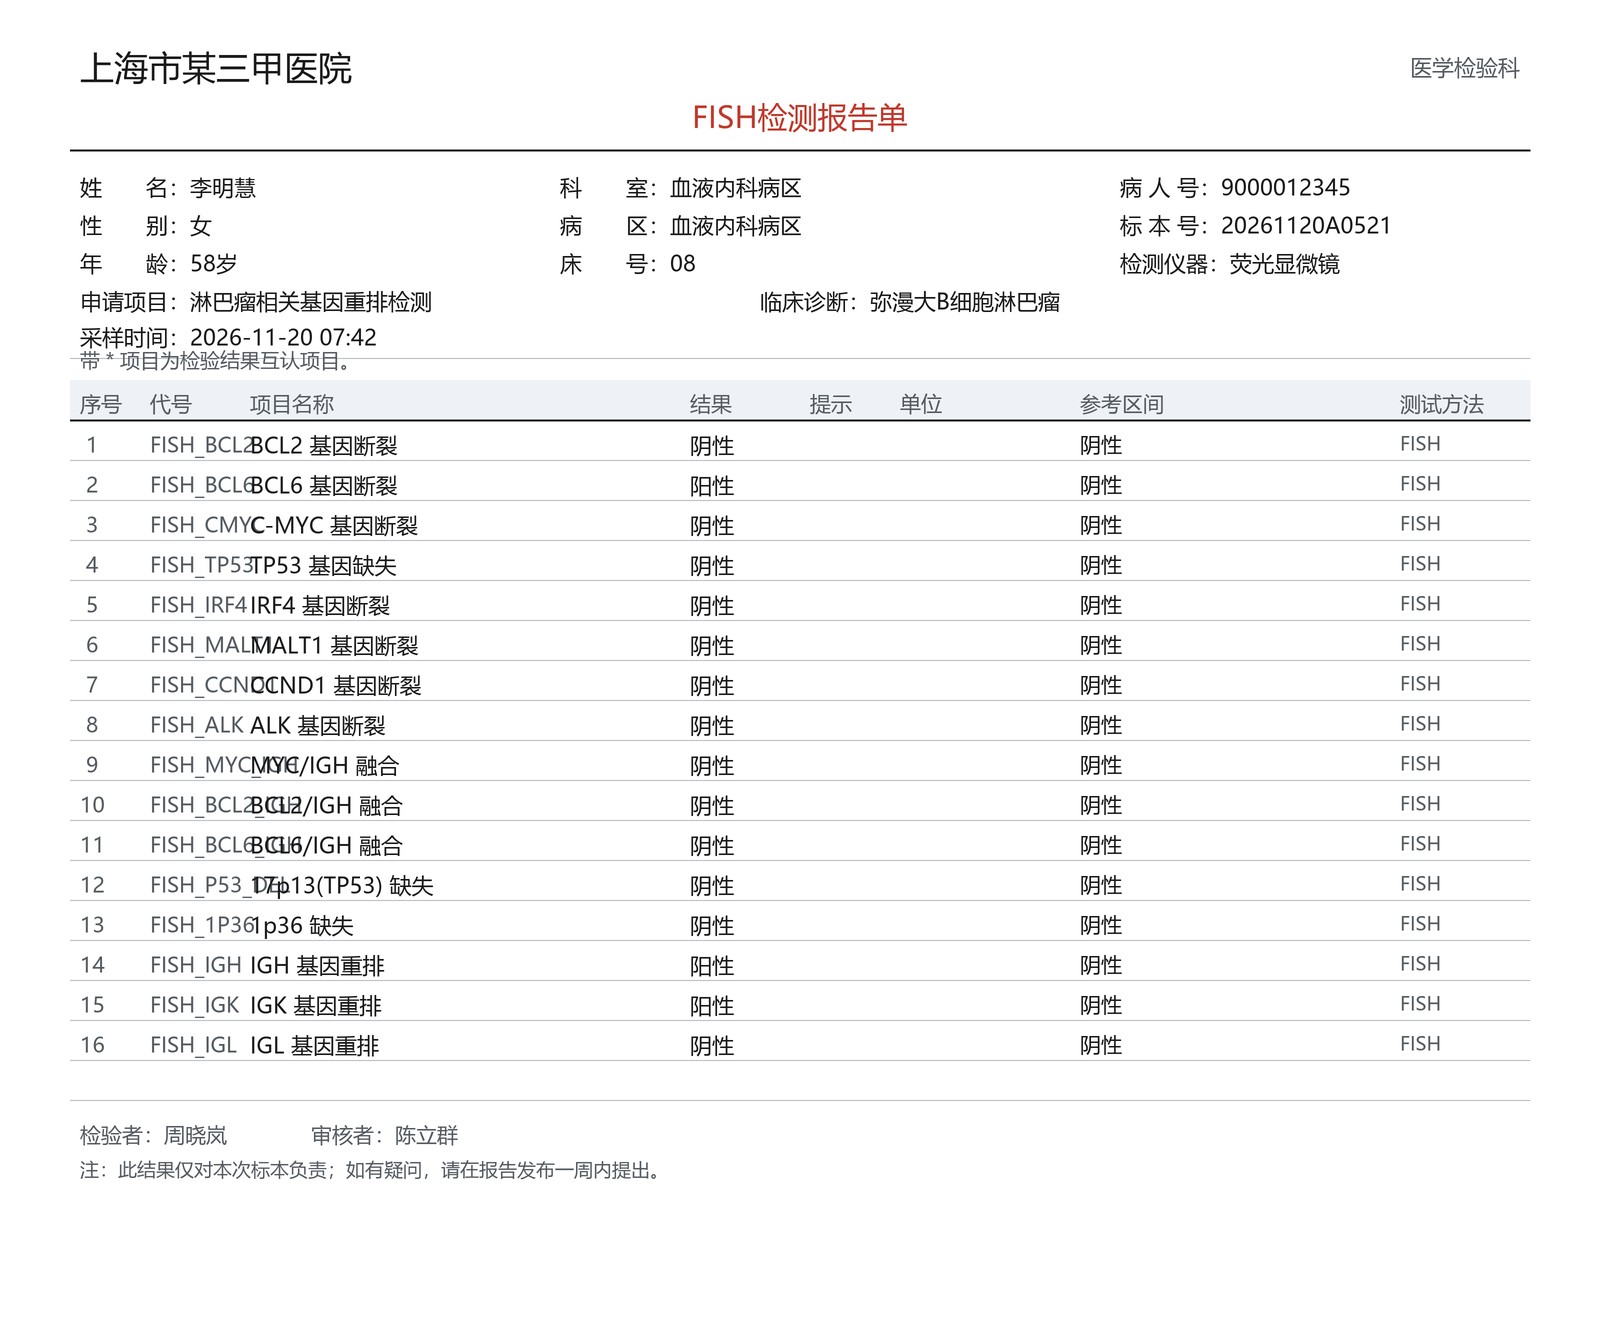 上海市某三甲医院 医学检验科
FISH检测报告单
姓 名：李明慧 科 室：血液内科病区 病 人 号：9000012345
性 别：女 病 区：血液内科病区 标 本 号：20261120A0521
年 龄：58岁 床 号：08 检测仪器：荧光显微镜
申请项目：淋巴瘤相关基因重排检测 临床诊断：弥漫大B细胞淋巴瘤
采样时间：2026-11-20 07:42
带 * 项目为检验结果互认项目。
序号 代号 项目名称 结果 提示 单位 参考区间 测试方法
1 FISH_BCL2 BCL2 基因断裂 阴性 阴性 FISH
2 FISH_BCL6 BCL6 基因断裂 阳性 阴性 FISH
3 FISH_CMYC C-MYC 基因断裂 阴性 阴性 FISH
4 FISH_TP53 TP53 基因缺失 阴性 阴性 FISH
5 FISH_IRF4 IRF4 基因断裂 阴性 阴性 FISH
6 FISH_MALT1 MALT1 基因断裂 阴性 阴性 FISH
7 FISH_CCND1 CCND1 基因断裂 阴性 阴性 FISH
8 FISH_ALK ALK 基因断裂 阴性 阴性 FISH
9 FISH_MYC_IGH MYC/IGH 融合 阴性 阴性 FISH
10 FISH_BCL2_IGH BCL2/IGH 融合 阴性 阴性 FISH
11 FISH_BCL6_IGH BCL6/IGH 融合 阴性 阴性 FISH
12 FISH_P53_DEL 17p13(TP53) 缺失 阴性 阴性 FISH
13 FISH_1P36 1p36 缺失 阴性 阴性 FISH
14 FISH_IGH IGH 基因重排 阳性 阴性 FISH
15 FISH_IGK IGK 基因重排 阳性 阴性 FISH
16 FISH_IGL IGL 基因重排 阴性 阴性 FISH
检验者：周晓岚 审核者：陈立群
注：此结果仅对本次标本负责；如有疑问，请在报告发布一周内提出。